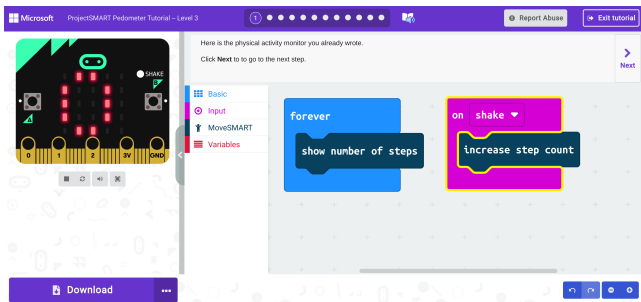 Microsoft
ProjectSMART Pedometer Tutorial – Level 3
1
Report Abuse
Exit tutorial
Here is the physical activity monitor you already wrote.
Click Next to to go to the next step.
Next
SHAKE
B
A
0 1 2 3V GND
Basic
Input
MoveSMART
Variables
forever
show number of steps
on shake
increase step count
Download